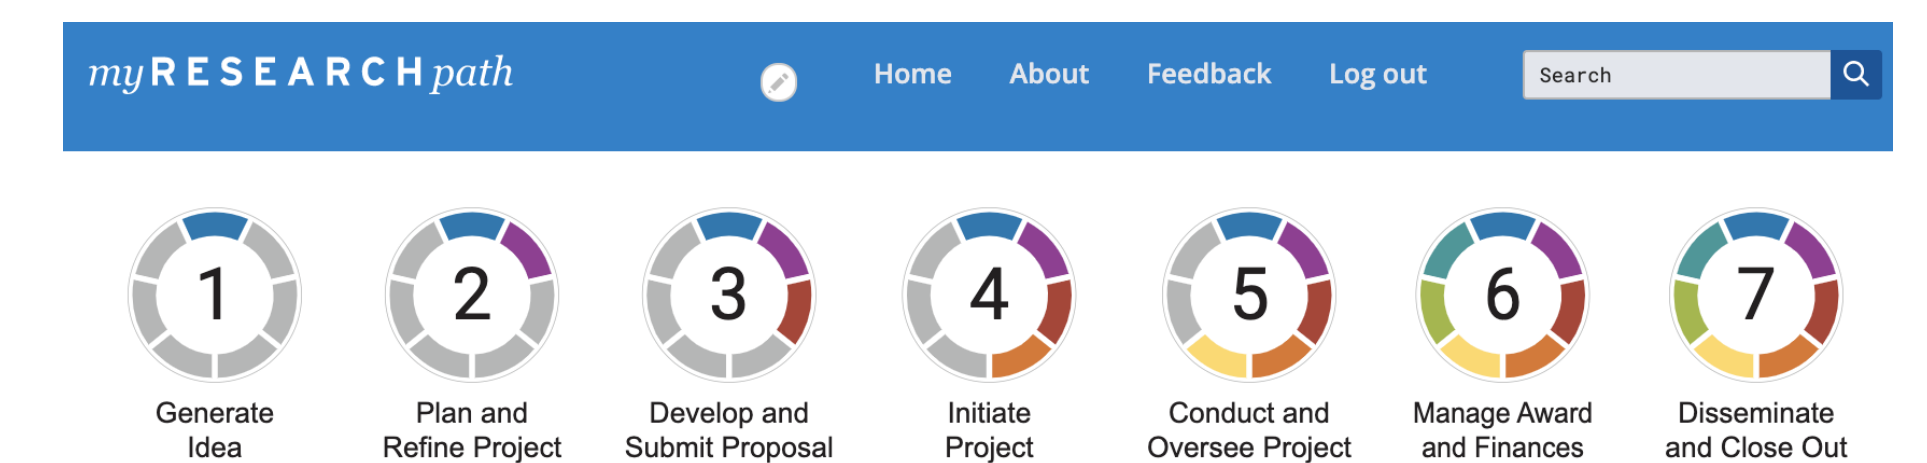 myRESEARCHpath
Home About Feedback Log out Search
1 2 3 4 5 6 7
Generate Idea
Plan and Refine Project
Develop and Submit Proposal
Initiate Project
Conduct and Oversee Project
Manage Award and Finances
Disseminate and Close Out